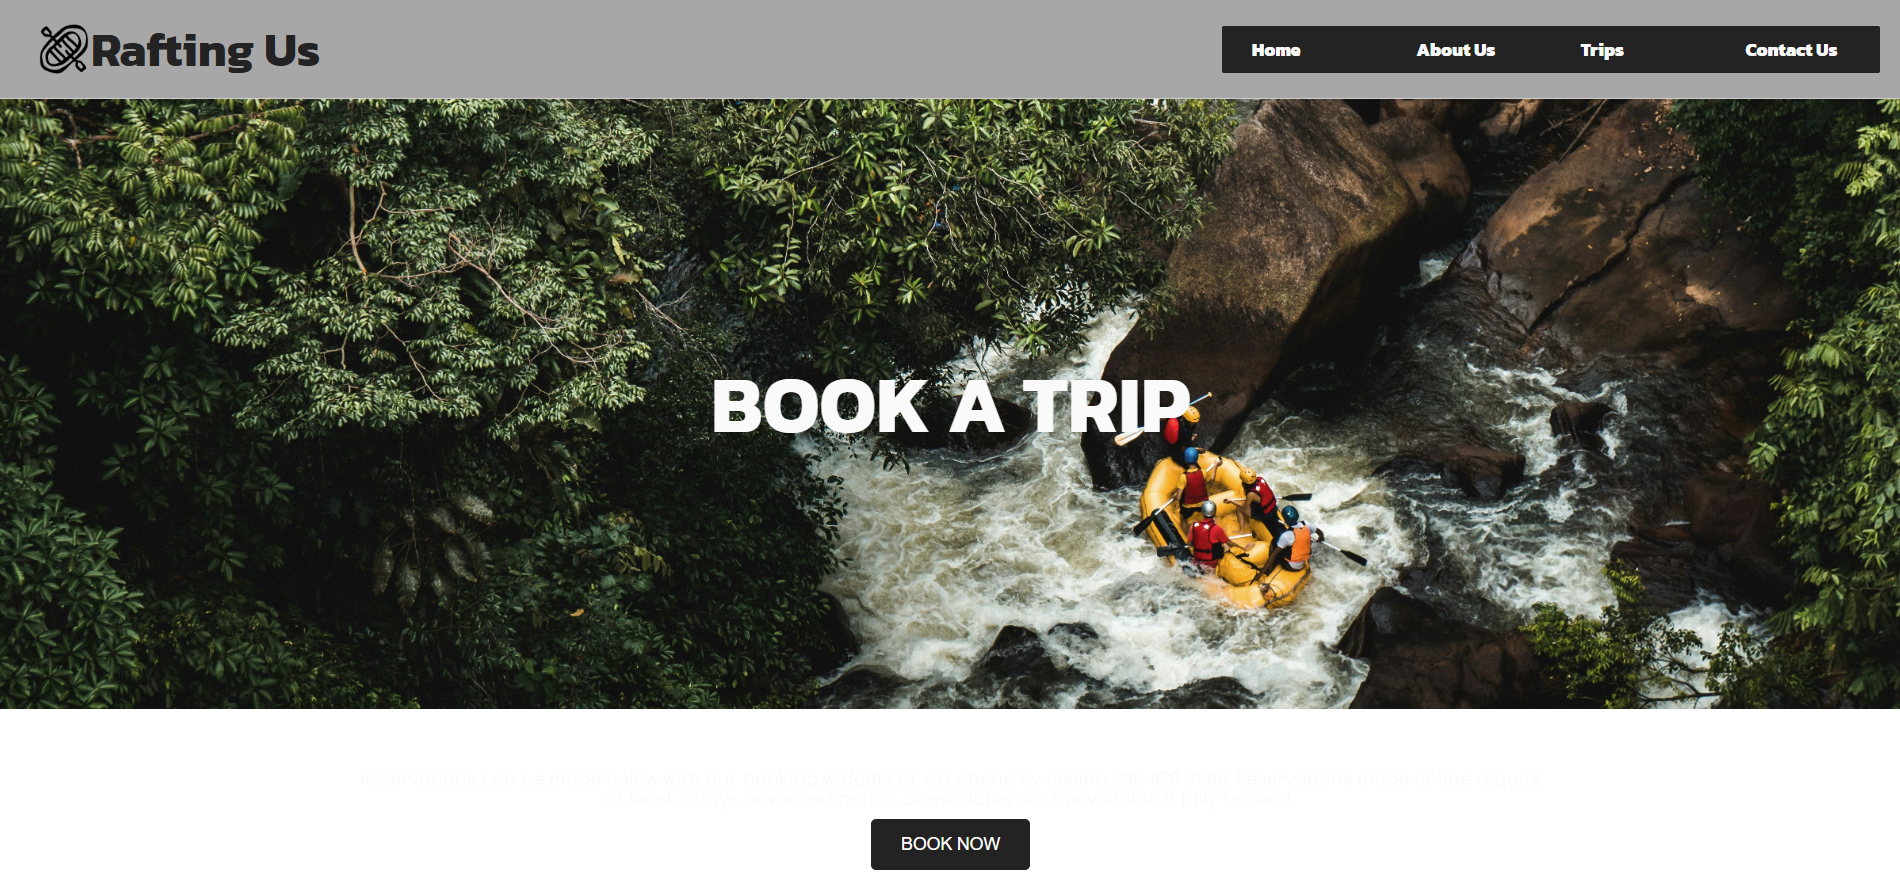 Rafting Us
Home About Us Trips Contact Us
BOOK A TRIP
Reservations can be made below with our booking widgets or via phone by calling 800-890-9000. Reservations made online require
at least 3 days advanced notice. Some dates are unavailable if fully booked.
BOOK NOW